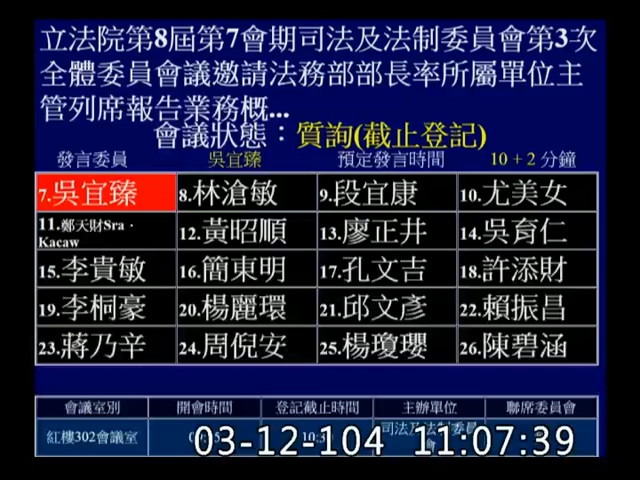 立法院第8屆第7會期司法及法制委員會第3次
全體委員會議邀請法務部部長率所屬單位主
管列席報告業務概...
會議狀態：質詢(截止登記)
發言委員 吳宜臻 預定發言時間 10 + 2 分鐘
7.吳宜臻 8.林滄敏 9.段宜康 10.尤美女
11.鄭天財Sra．
Kacaw 12.黃昭順 13.廖正井 14.吳育仁
15.李貴敏 16.簡東明 17.孔文吉 18.許添財
19.李桐豪 20.楊麗環 21.邱文彥 22.賴振昌
23.蔣乃辛 24.周倪安 25.楊瓊瓔 26.陳碧涵
會議室別 開會時間 登記截止時間 主辦單位 聯席委員會
紅樓302會議室 司法及法制委員
03-12-104 11:07:39